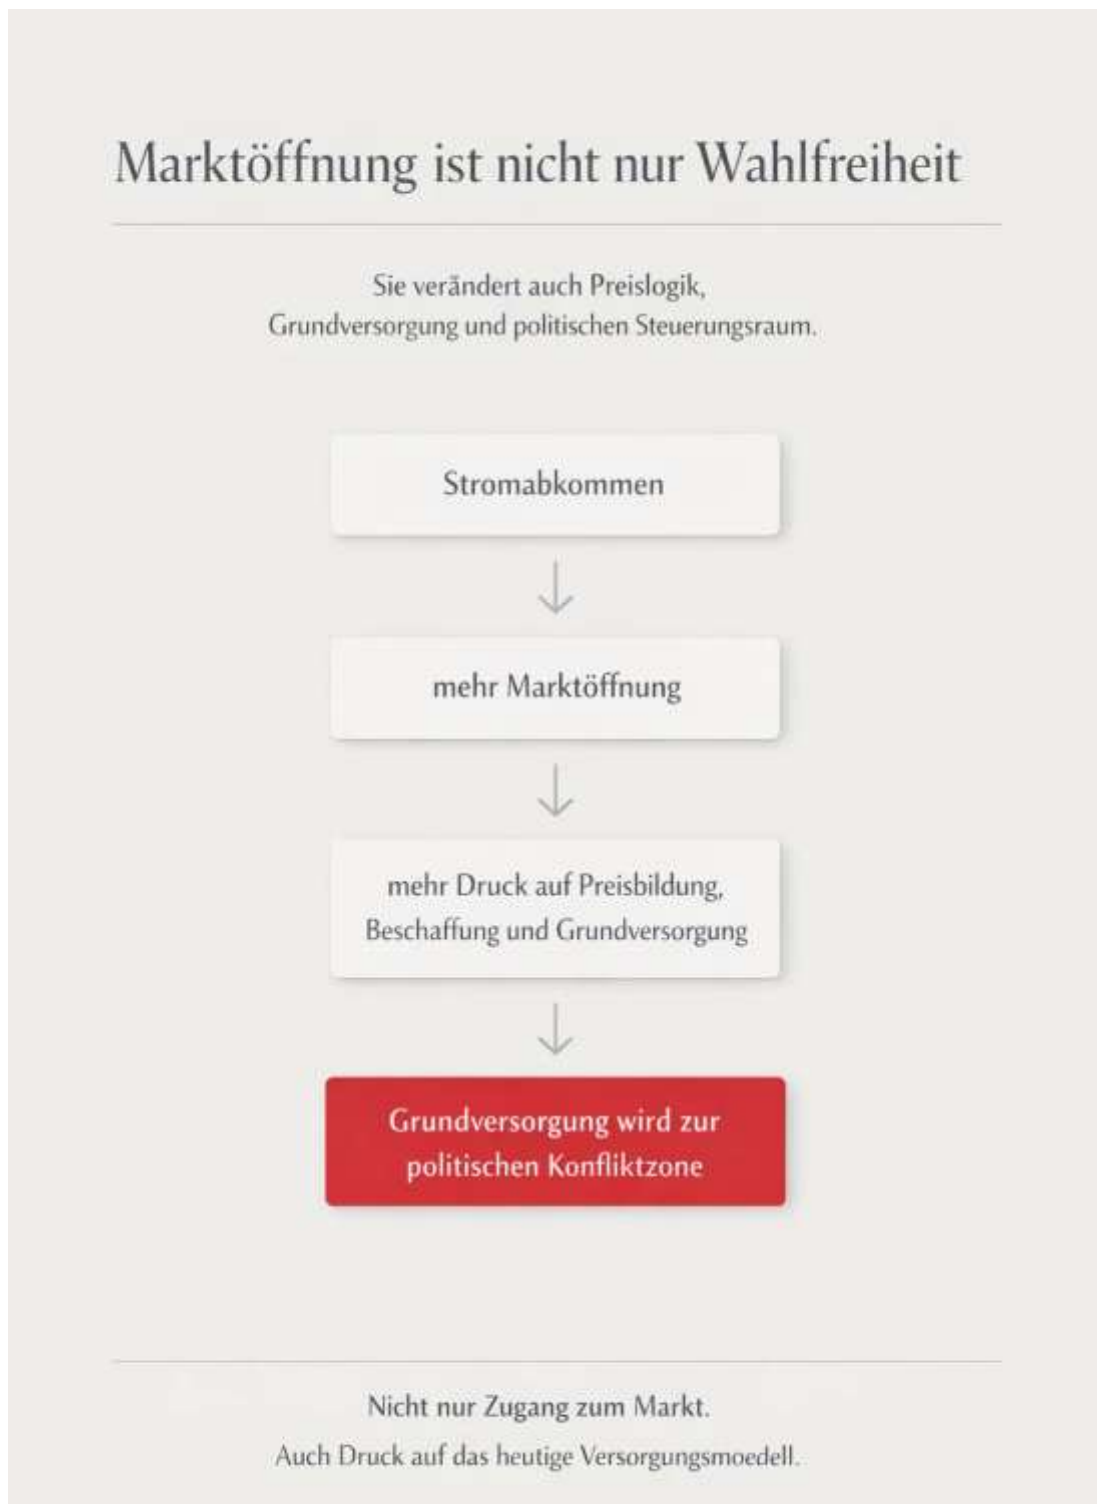 Marktöffnung ist nicht nur Wahlfreiheit
Sie verändert auch Preislogik,
Grundversorgung und politischen Steuerungsraum.
Stromabkommen
mehr Marktöffnung
mehr Druck auf Preisbildung,
Beschaffung und Grundversorgung
Grundversorgung wird zur
politischen Konfliktzone
Nicht nur Zugang zum Markt.
Auch Druck auf das heutige Versorgungsmoedell.